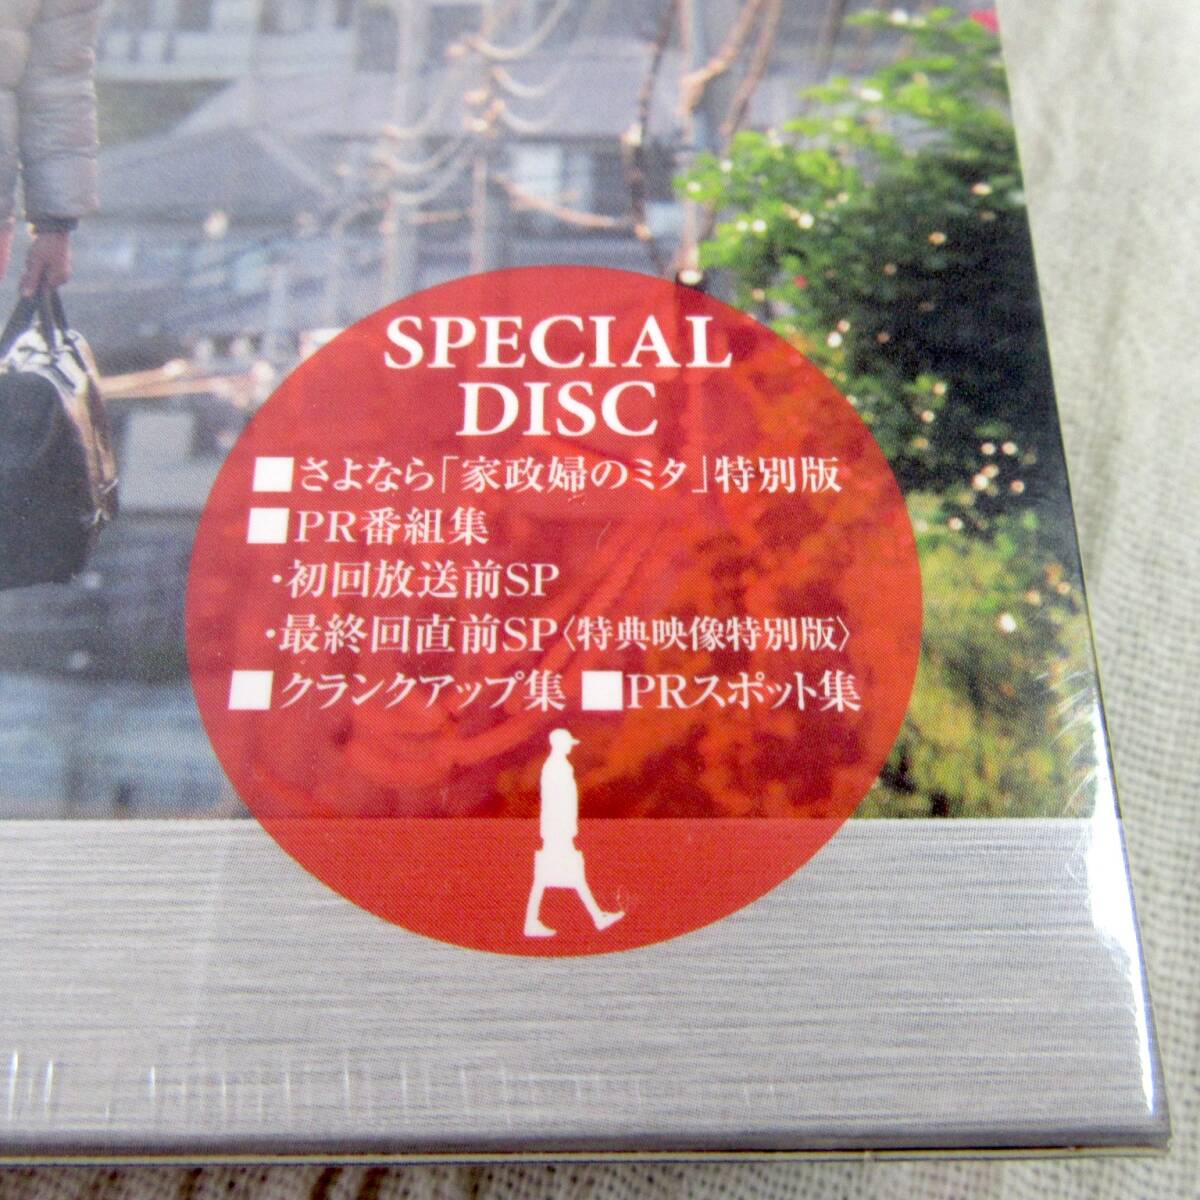 SPECIAL
DISC
■さよなら「家政婦のミタ」特別版
■PR番組集
・初回放送前SP
・最終回直前SP〈特典映像特別版〉
■クランクアップ集 ■PRスポット集